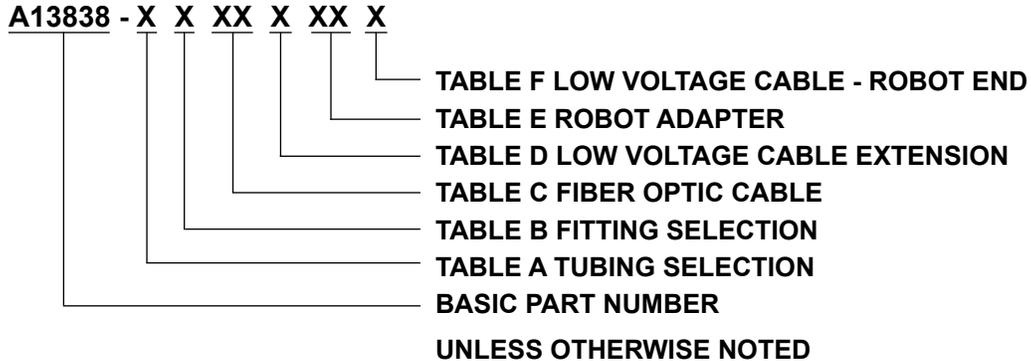 A13838 - X X XX X XX X
TABLE F LOW VOLTAGE CABLE - ROBOT END
TABLE E ROBOT ADAPTER
TABLE D LOW VOLTAGE CABLE EXTENSION
TABLE C FIBER OPTIC CABLE
TABLE B FITTING SELECTION
TABLE A TUBING SELECTION
BASIC PART NUMBER
UNLESS OTHERWISE NOTED